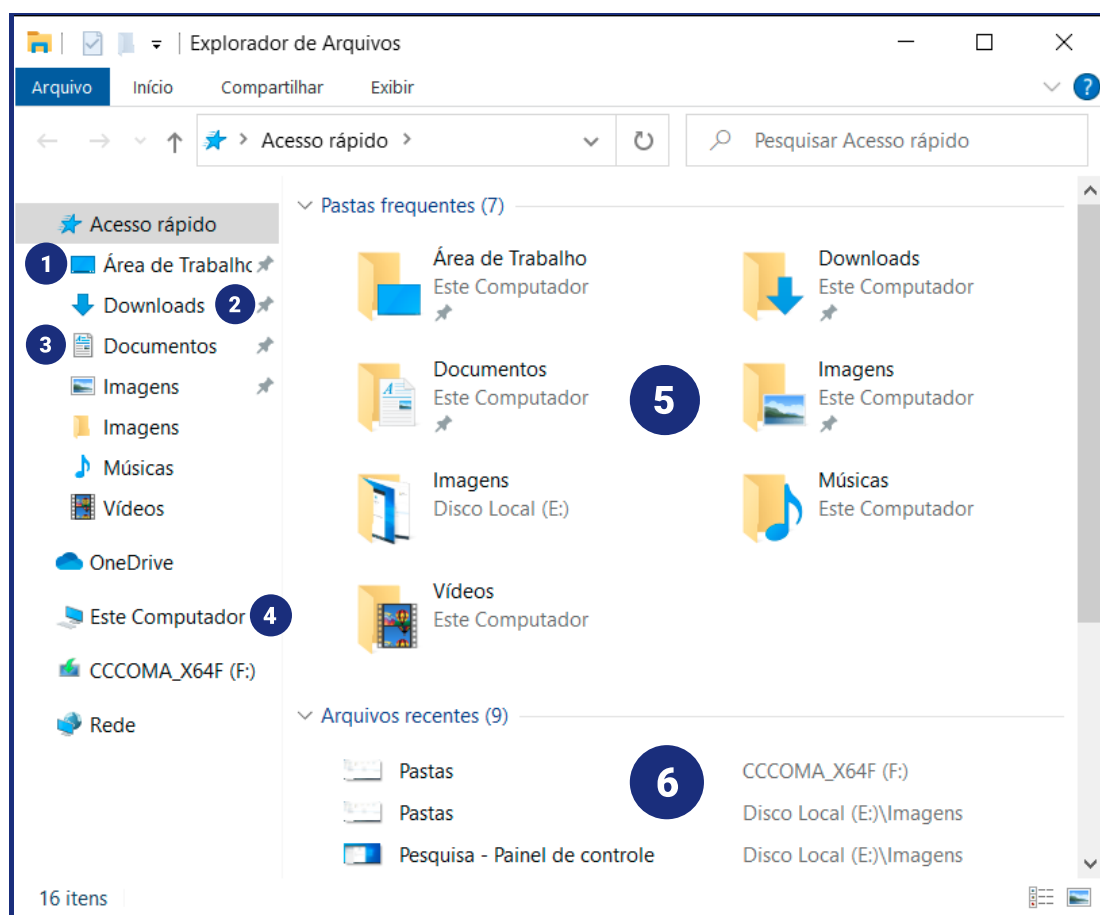 Explorador de Arquivos
Arquivo Início Compartilhar Exibir ?
Acesso rápido Pesquisar Acesso rápido
Acesso rápido
1 Área de Trabalho
Downloads 2
3 Documentos
Imagens
Imagens
Músicas
Vídeos
OneDrive
Este Computador 4
CCCOMA_X64F (F:)
Rede
Pastas frequentes (7)
Área de Trabalho
Este Computador
Downloads
Este Computador
Documentos
Este Computador
5
Imagens
Este Computador
Imagens
Disco Local (E:)
Músicas
Este Computador
Vídeos
Este Computador
Arquivos recentes (9)
Pastas 6 CCCOMA_X64F (F:)
Pastas Disco Local (E:)\Imagens
Pesquisa - Painel de controle Disco Local (E:)\Imagens
16 itens